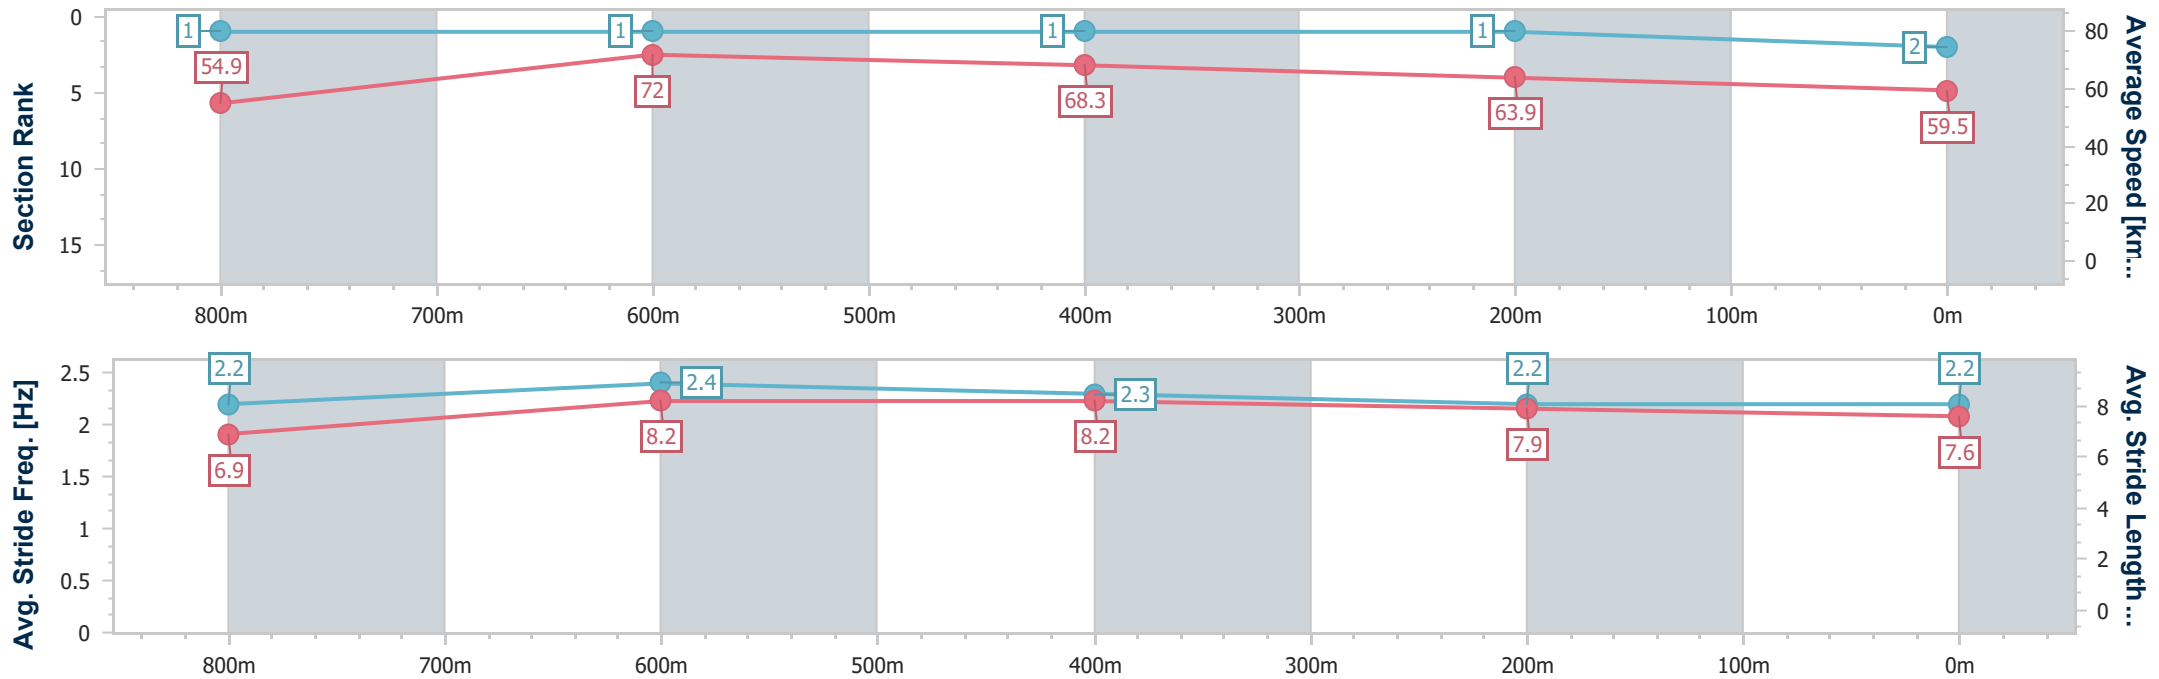 Section Rank
0
5
10
15
1
1
1
1
2
54.9
72
68.3
63.9
59.5
80
60
40
20
0
Average Speed [km...
800m
700m
600m
500m
400m
300m
200m
100m
0m
Avg. Stride Freq. [Hz]
2.5
2
1.5
1
0.5
0
2.2
2.4
2.3
2.2
2.2
6.9
8.2
8.2
7.9
7.6
8
6
4
2
0
Avg. Stride Length ...
800m
700m
600m
500m
400m
300m
200m
100m
0m